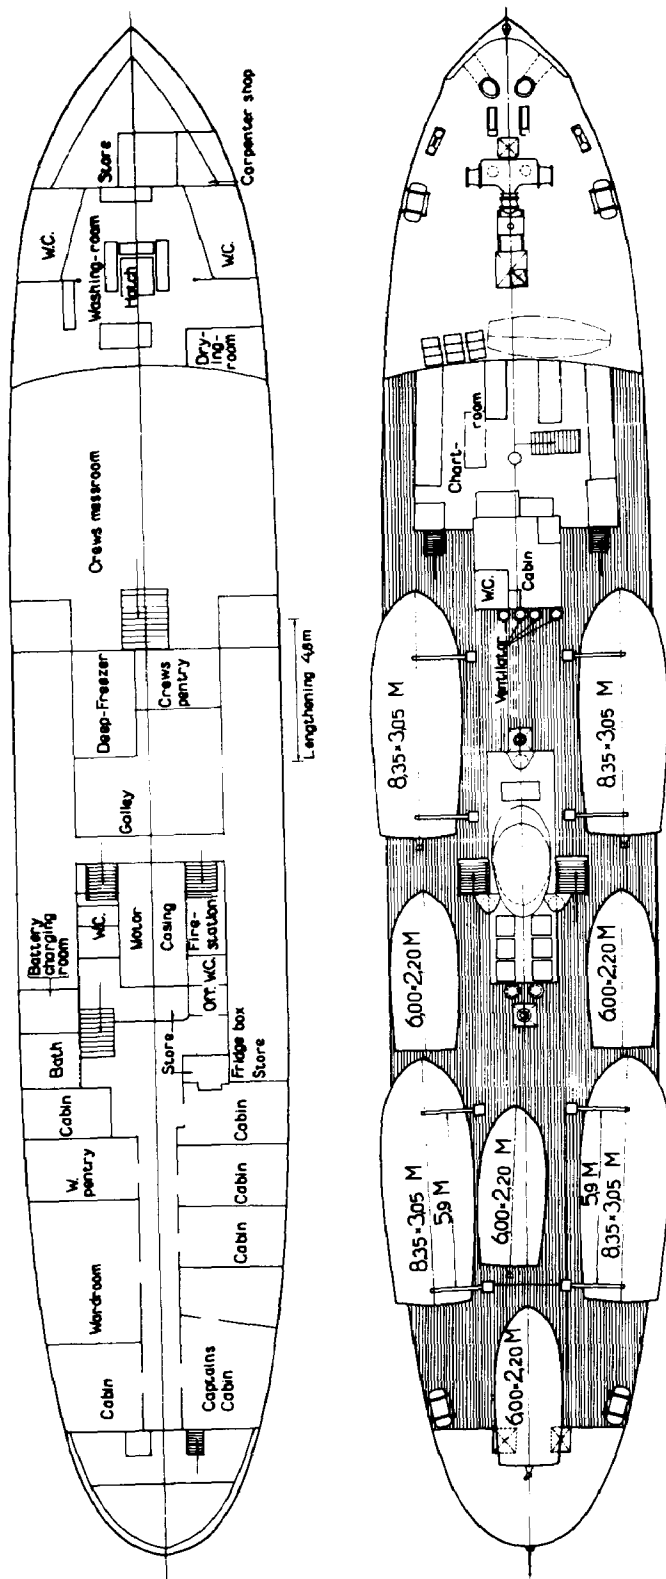 Store
Carpenter shop
W.C.
Washing-room
Hatch
W.C.
Dry-
ing-
room
Crews messroom
Deep-Freezer
Crews
pentry
Lengthening 4,8m
Galley
Battery
charging
room
W.C.
Motor
Casing
Fire-
station
Off. W.C.
Bath
Store
Fridge box
Store
Cabin
Cabin
W.
pentry
Cabin
Cabin
Wardroom
Cabin
Captains
Cabin
Chart-
room
W.C.
Cabin
Ventilator
8,35×3,05 M
8,35×3,05 M
6,00×2,20 M
6,00×2,20 M
8,35×3,05 M
5,9 M
6,00×2,20 M
5,9 M
8,35×3,05 M
6,00×2,20 M